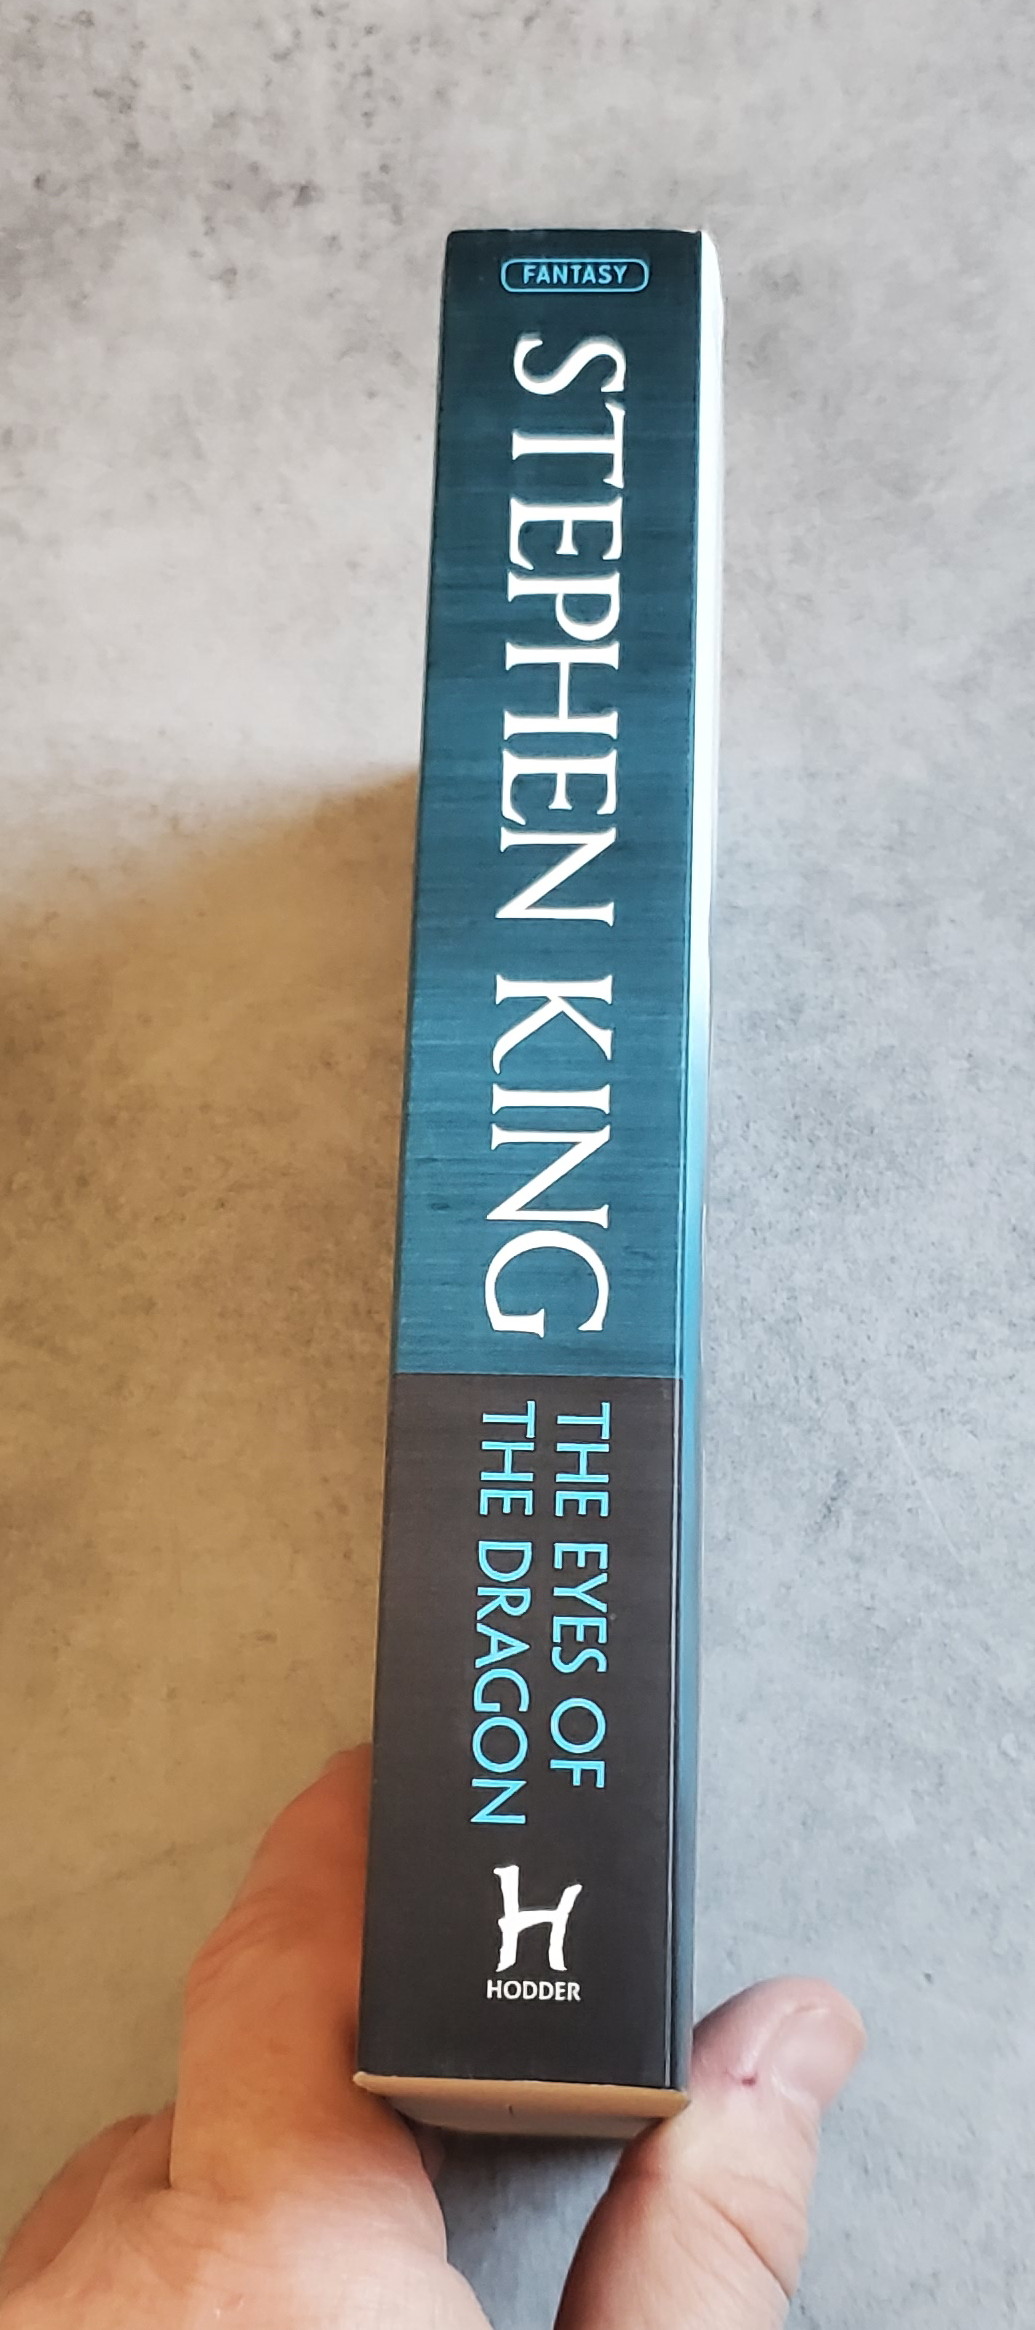 FANTASY
STEPHEN KING
THE EYES OF
THE DRAGON
H
HODDER